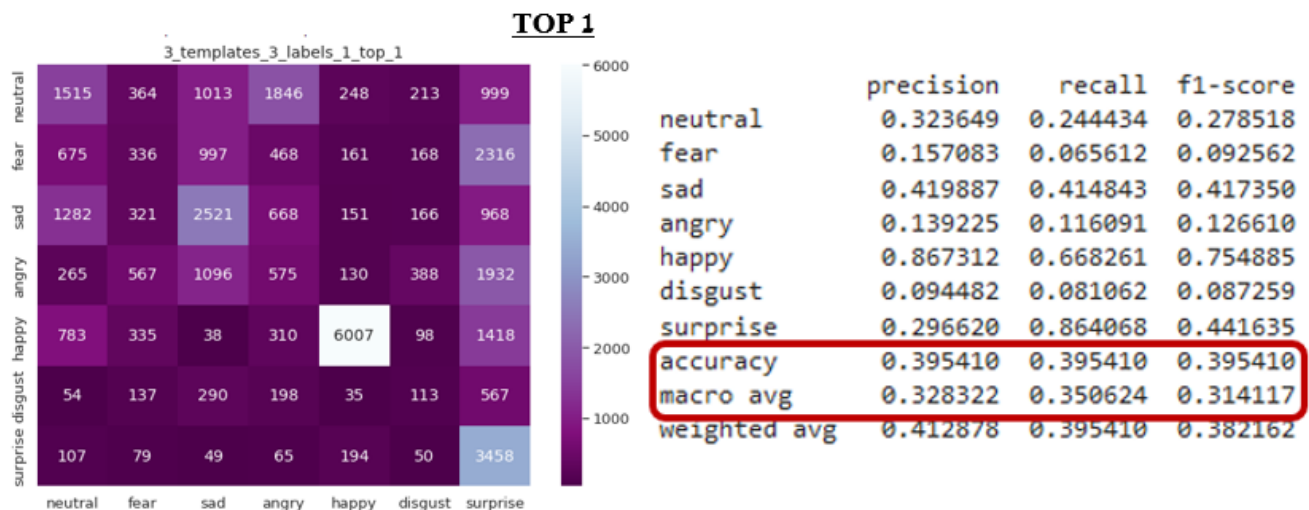 TOP 1
3_templates_3_labels_1_top_1
neutral 1515 364 1013 1846 248 213 999
fear 675 336 997 468 161 168 2316
sad 1282 321 2521 668 151 166 968
angry 265 567 1096 575 130 388 1932
happy 783 335 38 310 6007 98 1418
disgust 54 137 290 198 35 113 567
surprise 107 79 49 65 194 50 3458
neutral fear sad angry happy disgust surprise
6000
5000
4000
3000
2000
1000
precision recall f1-score
neutral 0.323649 0.244434 0.278518
fear 0.157083 0.065612 0.092562
sad 0.419887 0.414843 0.417350
angry 0.139225 0.116091 0.126610
happy 0.867312 0.668261 0.754885
disgust 0.094482 0.081062 0.087259
surprise 0.296620 0.864068 0.441635
accuracy 0.395410 0.395410 0.395410
macro avg 0.328322 0.350624 0.314117
weighted avg 0.412878 0.395410 0.382162